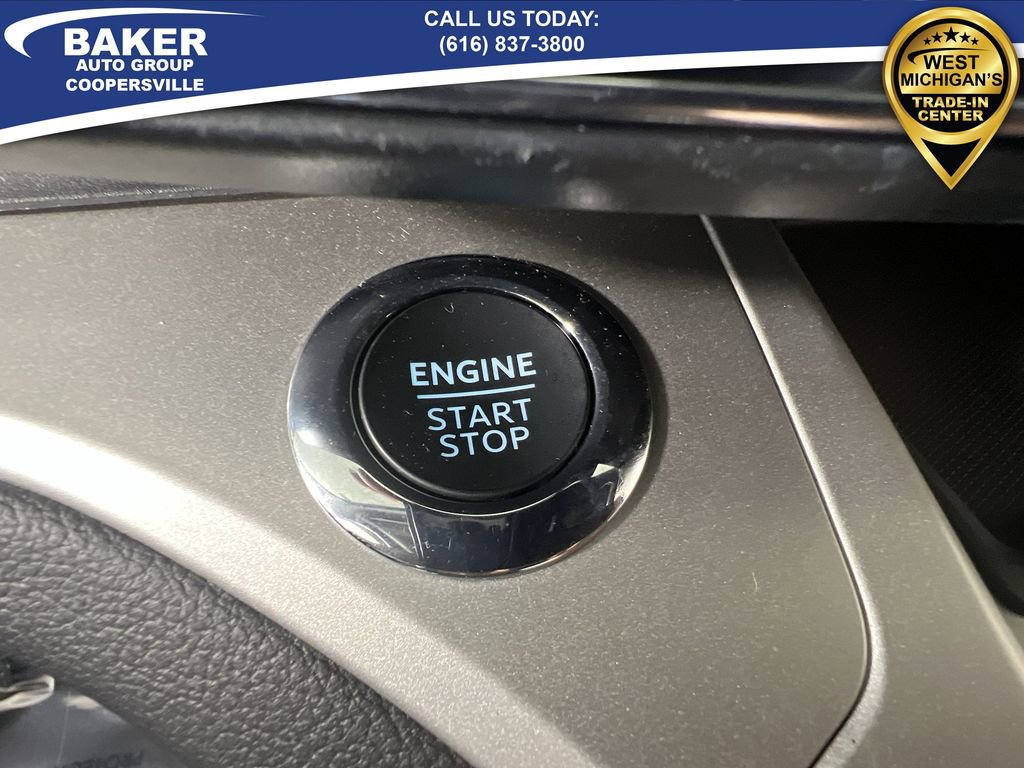 BAKER
AUTO GROUP
COOPERSVILLE
CALL US TODAY:
(616) 837-3800
WEST
MICHIGAN'S
TRADE-IN
CENTER
ENGINE
START
STOP